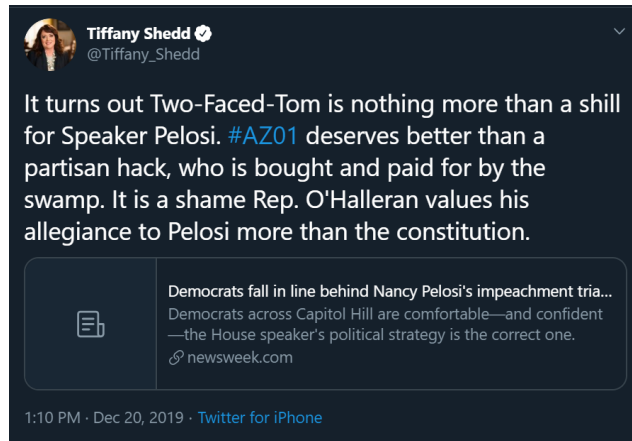 Tiffany Shedd
@Tiffany_Shedd
It turns out Two-Faced-Tom is nothing more than a shill
for Speaker Pelosi. #AZ01 deserves better than a
partisan hack, who is bought and paid for by the
swamp. It is a shame Rep. O'Halleran values his
allegiance to Pelosi more than the constitution.
Democrats fall in line behind Nancy Pelosi's impeachment tria...
Democrats across Capitol Hill are comfortable—and confident
—the House speaker's political strategy is the correct one.
newsweek.com
1:10 PM · Dec 20, 2019 · Twitter for iPhone